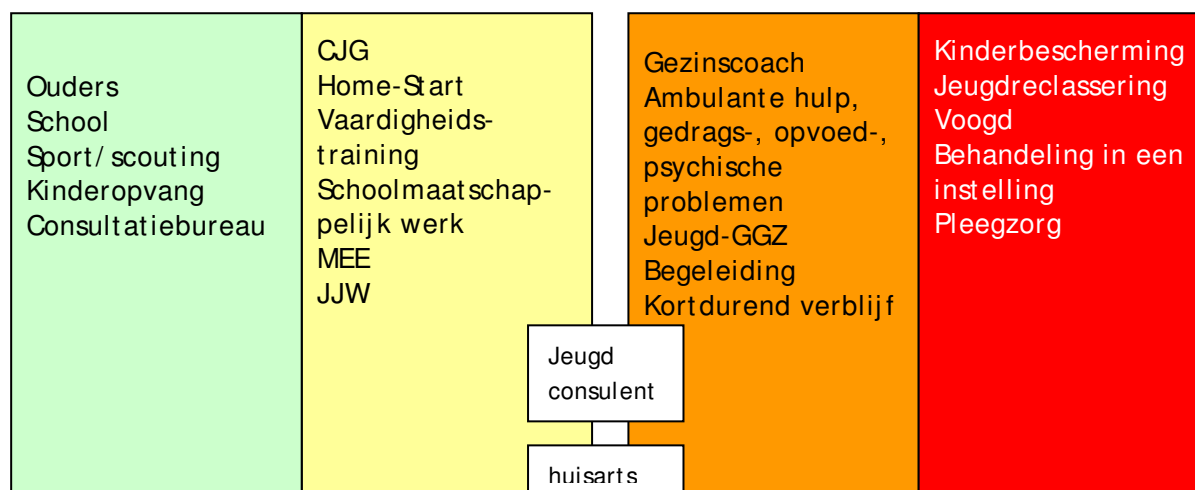 Ouders
School
Sport/scouting
Kinderopvang
Consultatiebureau
CJG
Home-Start
Vaardigheids-
training
Schoolmaatschap-
pelijk werk
MEE
JJW
Gezinscoach
Ambulante hulp,
gedrags-, opvoed-,
psychische
problemen
Jeugd-GGZ
Begeleiding
Kortdurend verblijf
Kinderbescherming
Jeugdreclassering
Voogd
Behandeling in een
instelling
Pleegzorg
Jeugd
consulent
huisarts